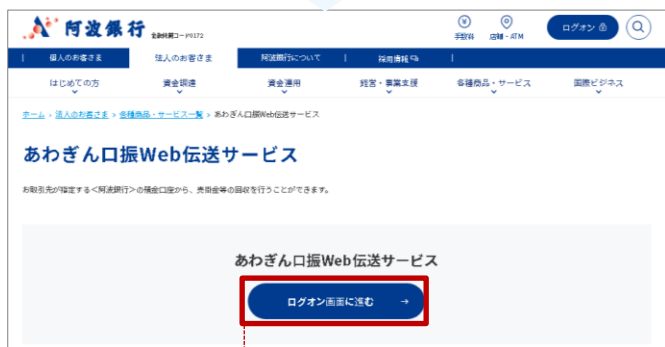 阿波銀行 金融機関コード0172
手数料 店舗・ATM ログオン
個人のお客さま 法人のお客さま 阿波銀行について 採用情報
はじめての方 資金調達 資金運用 経営・事業支援 各種商品・サービス 国際ビジネス
ホーム > 法人のお客さま > 各種商品・サービス一覧 > あわぎん口振Web伝送サービス
あわぎん口振Web伝送サービス
お取引先が指定する<阿波銀行>の預金口座から、売掛金等の回収を行うことができます。
あわぎん口振Web伝送サービス
ログオン画面に進む →